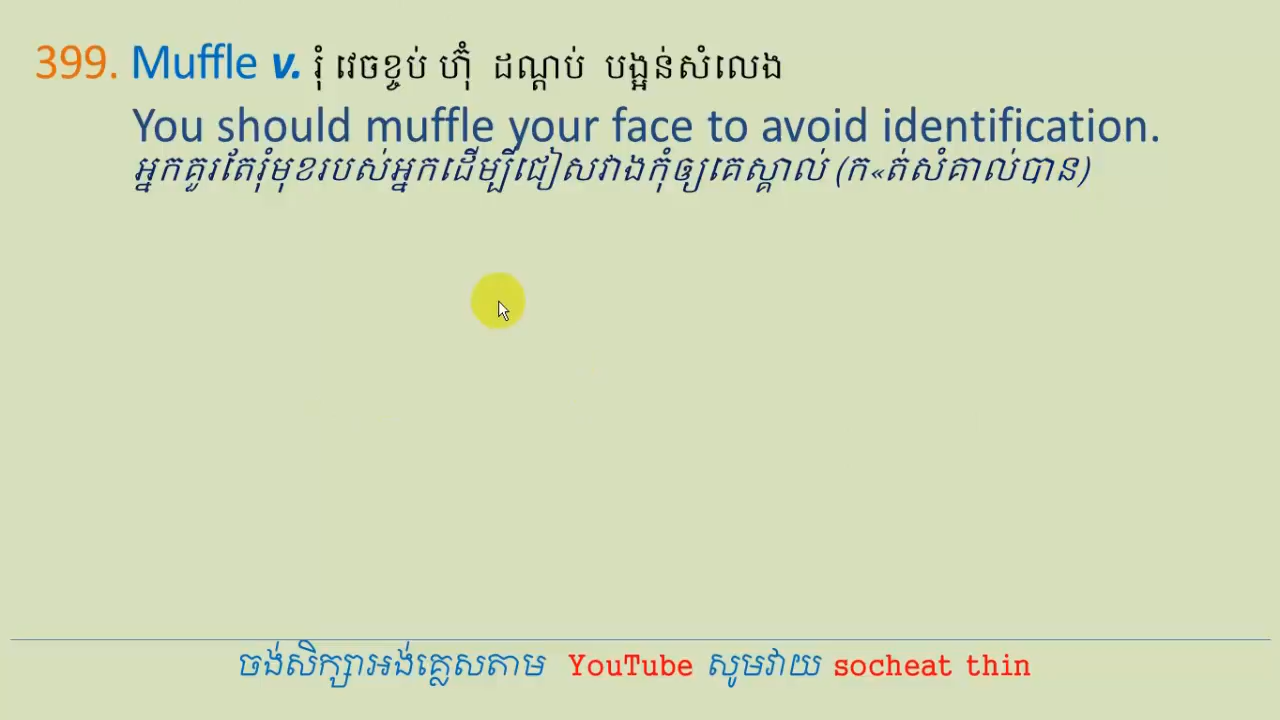 399. Muffle v. រុំ វេចខ្ចប់ ហ៊ុំ ដណ្តប់ បង្អន់សំលេង
You should muffle your face to avoid identification.
អ្នកគួរតែរុំមុខរបស់អ្នកដើម្បីជៀសវាងកុំឲ្យគេស្គាល់ (ក«ត់សំគាល់បាន)
ចង់សិក្សាអង់គ្លេសតាម YouTube សូមវាយ socheat thin